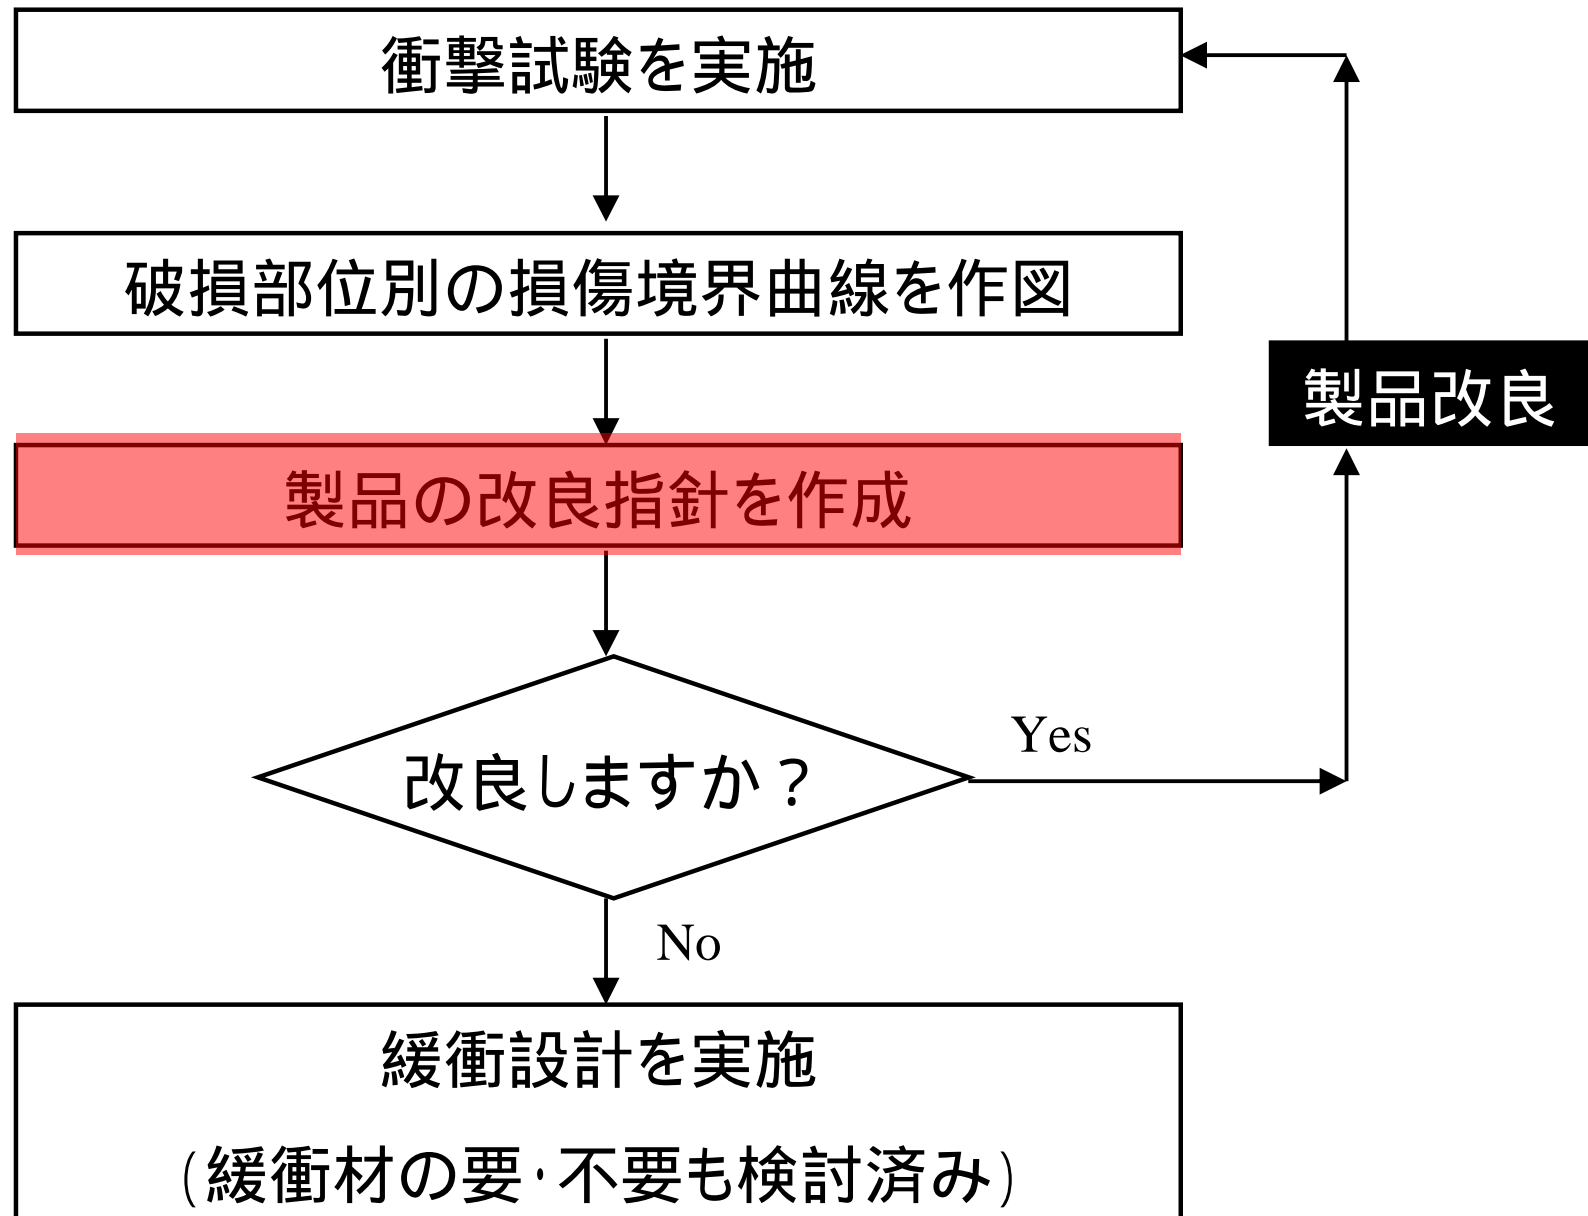 衝撃試験を実施
破損部位別の損傷境界曲線を作図
製品改良
製品の改良指針を作成
改良しますか？
Yes
No
緩衝設計を実施
(緩衝材の要･不要も検討済み)